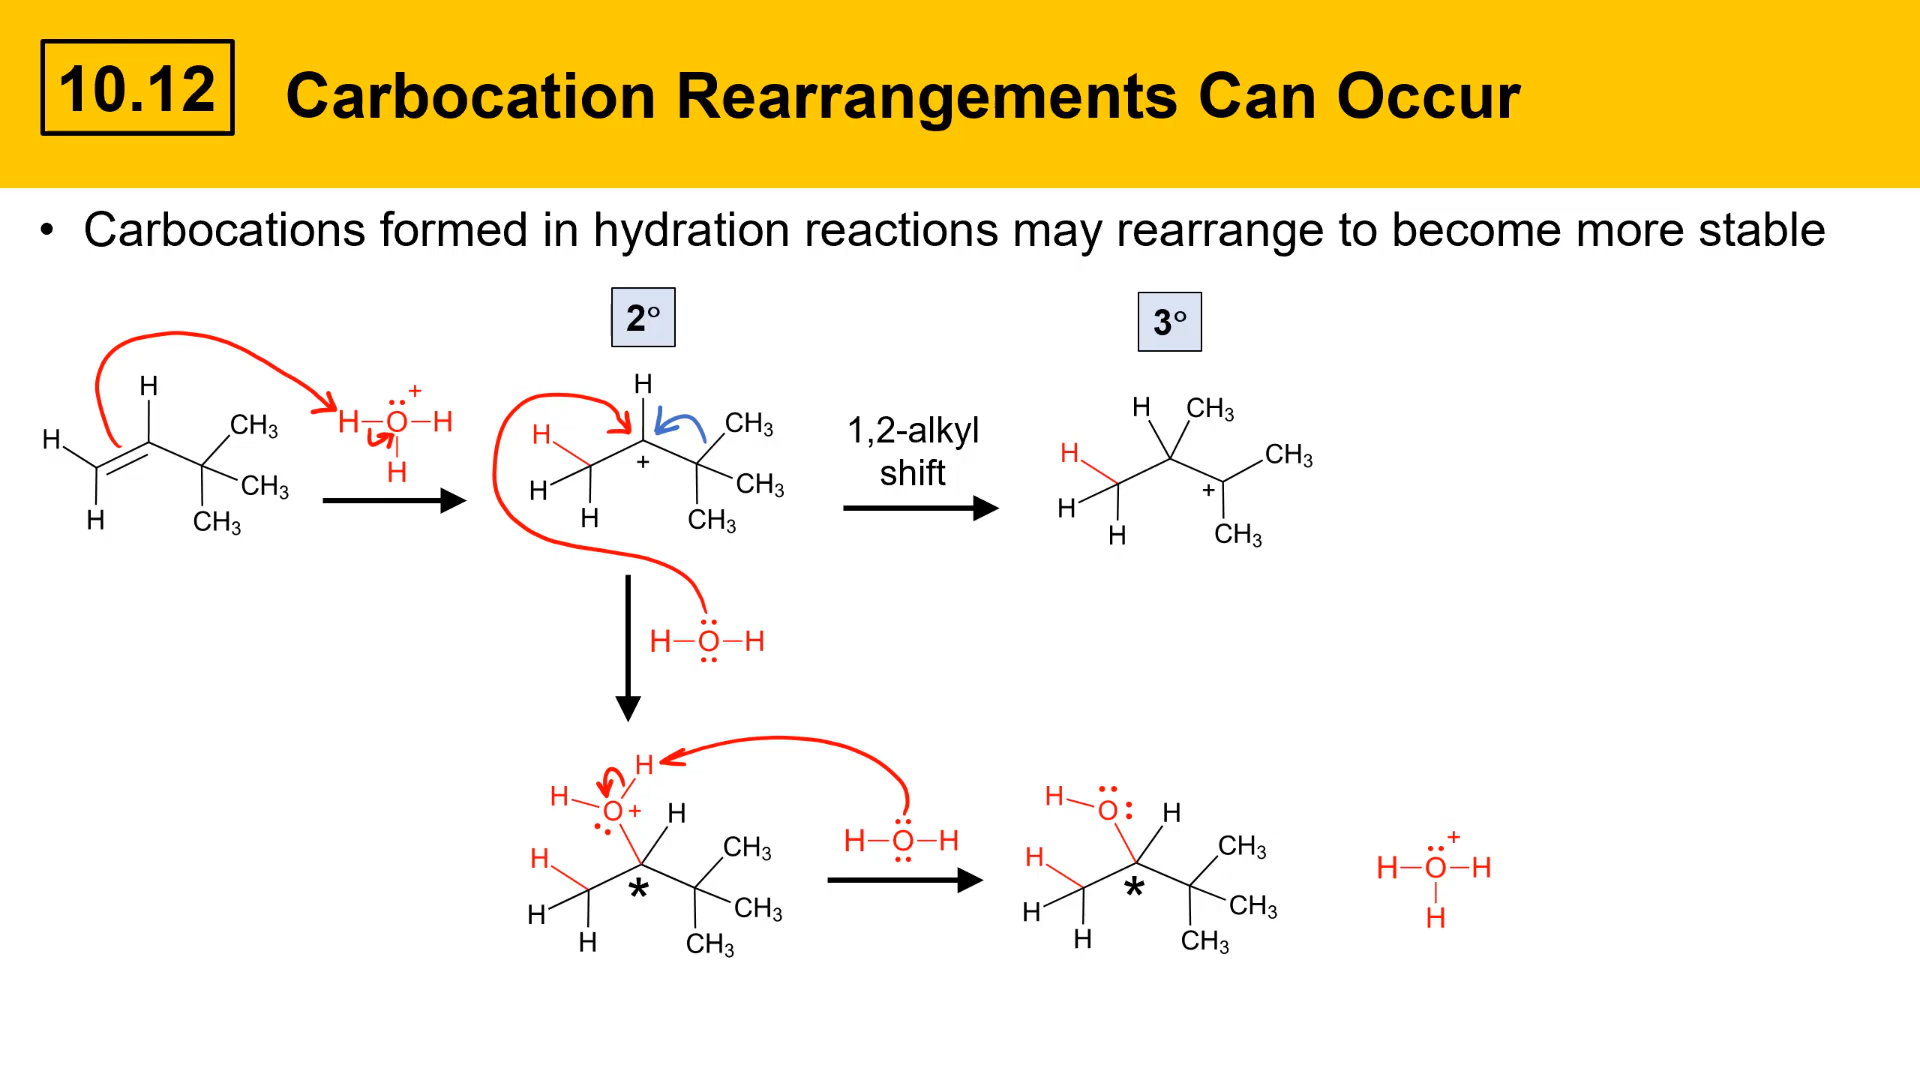 10.12
Carbocation Rearrangements Can Occur
• Carbocations formed in hydration reactions may rearrange to become more stable
2°
3°
H
H
H
CH₃
CH₃
CH₃
H–O–H
+
H
H
H
H
H
+
CH₃
CH₃
CH₃
1,2-alkyl
shift
H
CH₃
H
H
H
+
CH₃
CH₃
H–O–H
H
H
O+
H
H
H
H
*
CH₃
CH₃
CH₃
H–O–H
H
O
H
H
H
H
*
CH₃
CH₃
CH₃
+
H–O–H
H